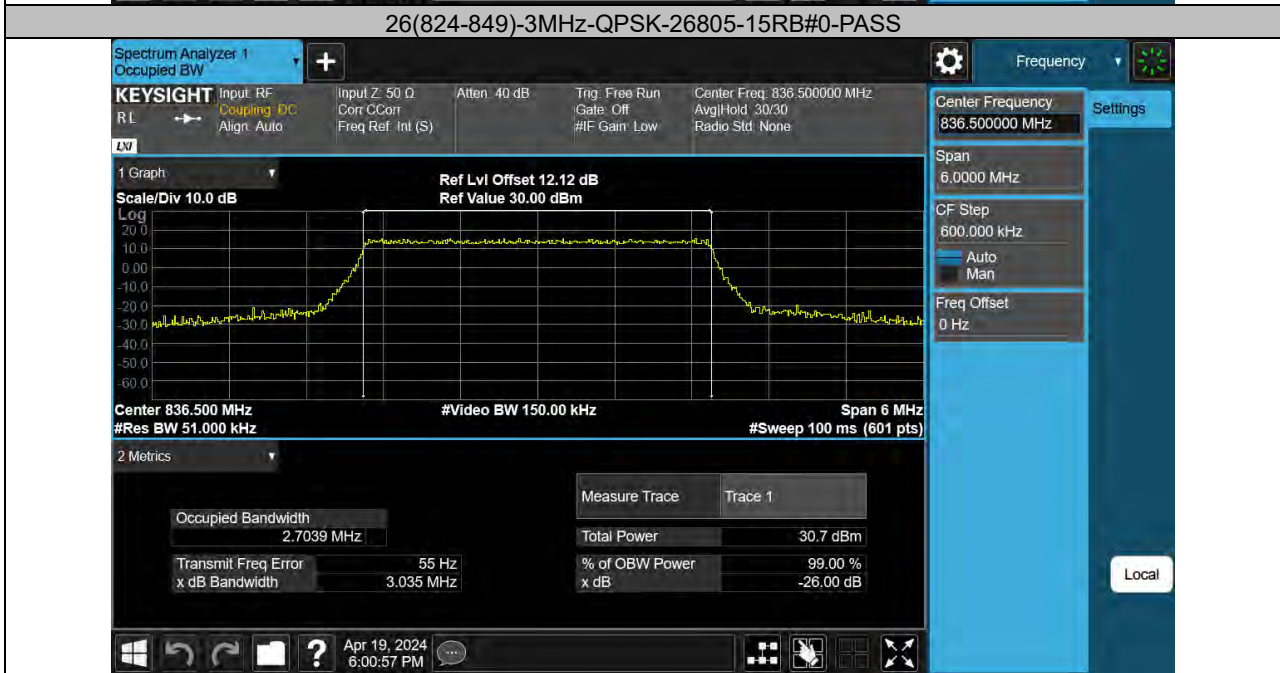 26(824-849)-3MHz-QPSK-26805-15RB#0-PASS
Spectrum Analyzer 1
Occupied BW
+
Frequency
KEYSIGHT
R L
LXI
Input: RF
Coupling: DC
Align: Auto
Input Z: 50 Ω
Corr CCorr
Freq Ref: Int (S)
Atten: 40 dB
Trig: Free Run
Gate: Off
#IF Gain: Low
Center Freq: 836.500000 MHz
Avg|Hold: 30/30
Radio Std: None
Center Frequency
836.500000 MHz
Settings
Span
6.0000 MHz
CF Step
600.000 kHz
Auto
Man
Freq Offset
0 Hz
Local
1 Graph
Scale/Div 10.0 dB
Ref Lvl Offset 12.12 dB
Ref Value 30.00 dBm
Log
20.0
10.0
0.00
-10.0
-20.0
-30.0
-40.0
-50.0
-60.0
Center 836.500 MHz
#Res BW 51.000 kHz
#Video BW 150.00 kHz
Span 6 MHz
#Sweep 100 ms (601 pts)
2 Metrics
Occupied Bandwidth
2.7039 MHz
Transmit Freq Error 55 Hz
x dB Bandwidth 3.035 MHz
Measure Trace Trace 1
Total Power 30.7 dBm
% of OBW Power 99.00 %
x dB -26.00 dB
?
Apr 19, 2024
6:00:57 PM